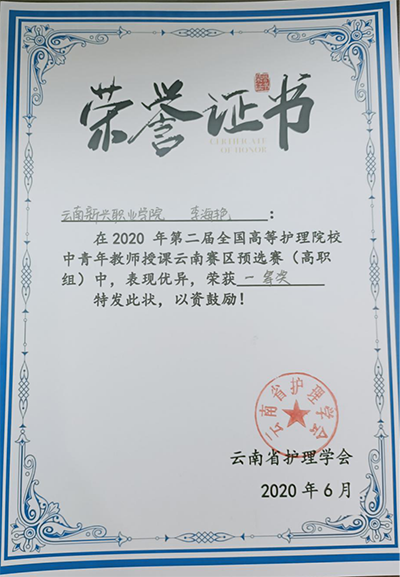 荣誉证书
CERTIFICATE
OF HONOR
云南新兴职业学院 李海艳 :
在 2020 年第二届全国高等护理院校
中青年教师授课云南赛区预选赛（高职
组）中，表现优异，荣获 一等奖
特发此状，以资鼓励！
云南省护理学会
云南省护理学会
2020 年 6 月